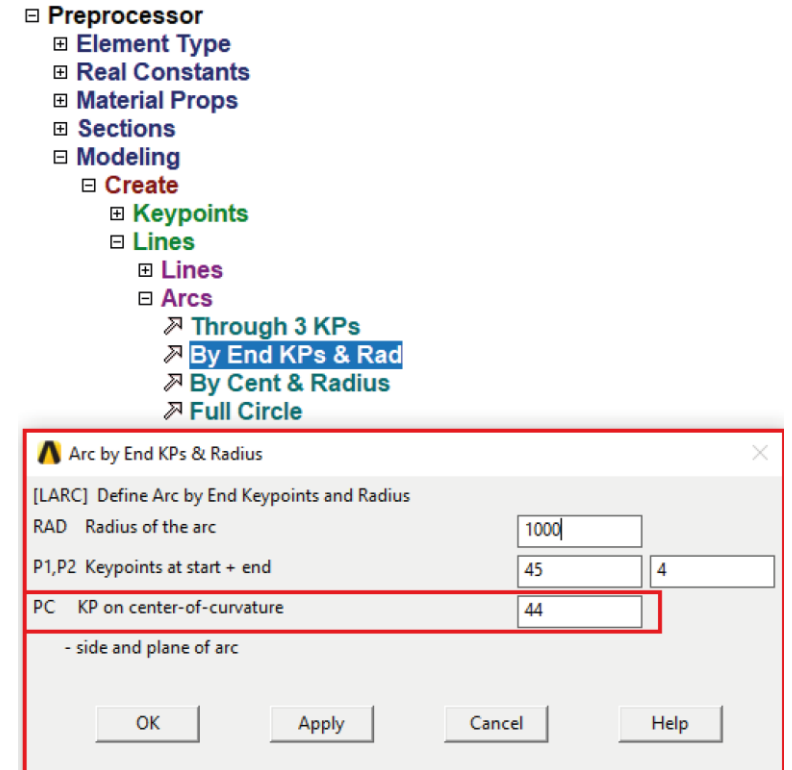 Preprocessor
Element Type
Real Constants
Material Props
Sections
Modeling
Create
Keypoints
Lines
Lines
Arcs
Through 3 KPs
By End KPs & Rad
By Cent & Radius
Full Circle
Arc by End KPs & Radius
[LARC] Define Arc by End Keypoints and Radius
RAD Radius of the arc 1000
P1,P2 Keypoints at start + end 45 4
PC KP on center-of-curvature 44
- side and plane of arc
OK Apply Cancel Help